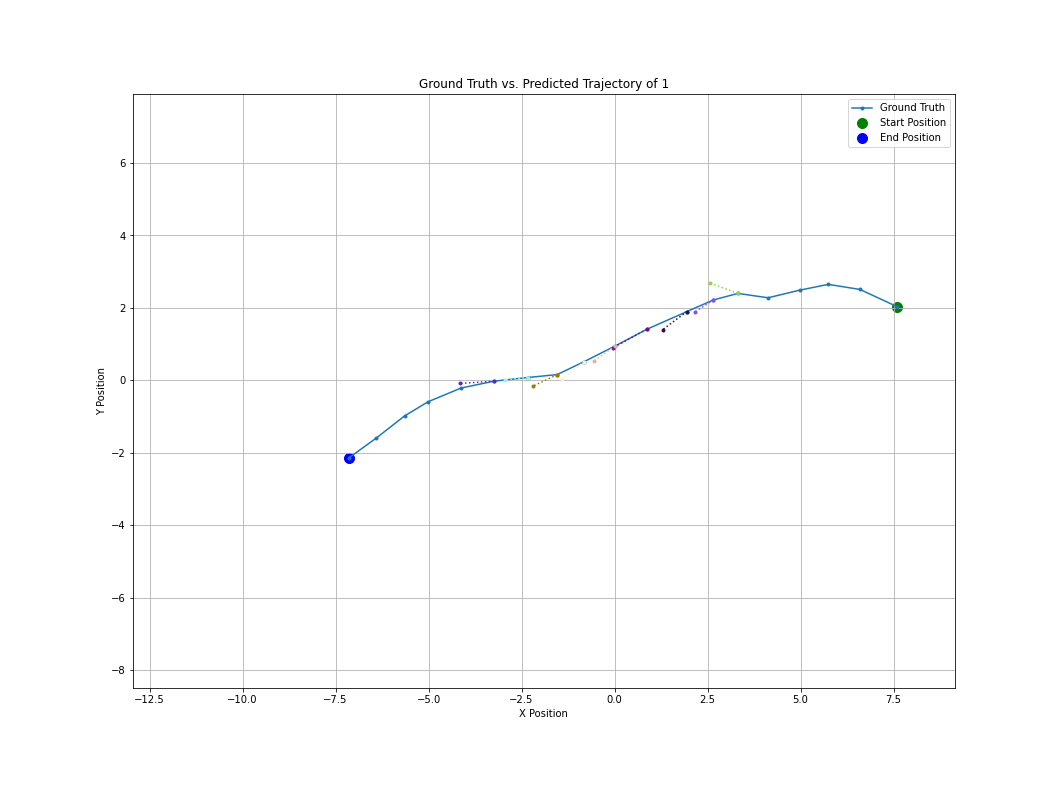 Ground Truth vs. Predicted Trajectory of 1
Ground Truth
Start Position
End Position
6
4
2
0
−2
−4
−6
−8
Y Position
−12.5 −10.0 −7.5 −5.0 −2.5 0.0 2.5 5.0 7.5
X Position